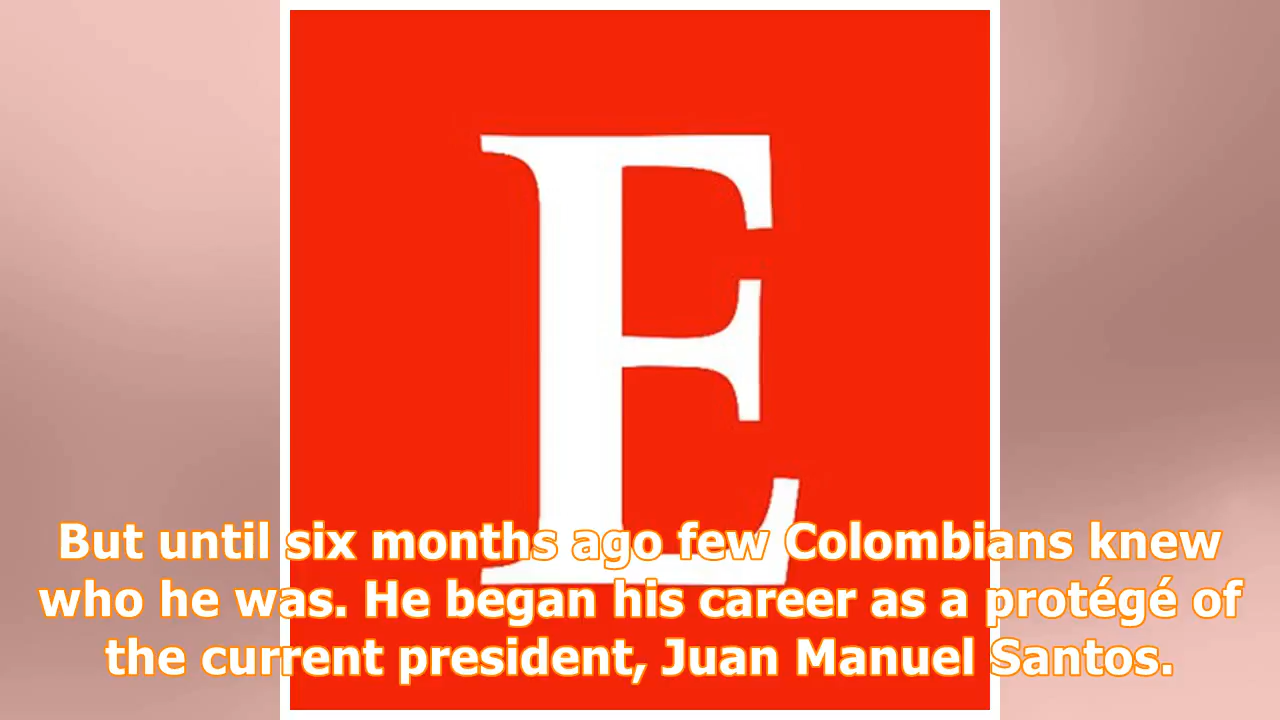 E
But until six months ago few Colombians knew
who he was. He began his career as a protégé of
the current president, Juan Manuel Santos.